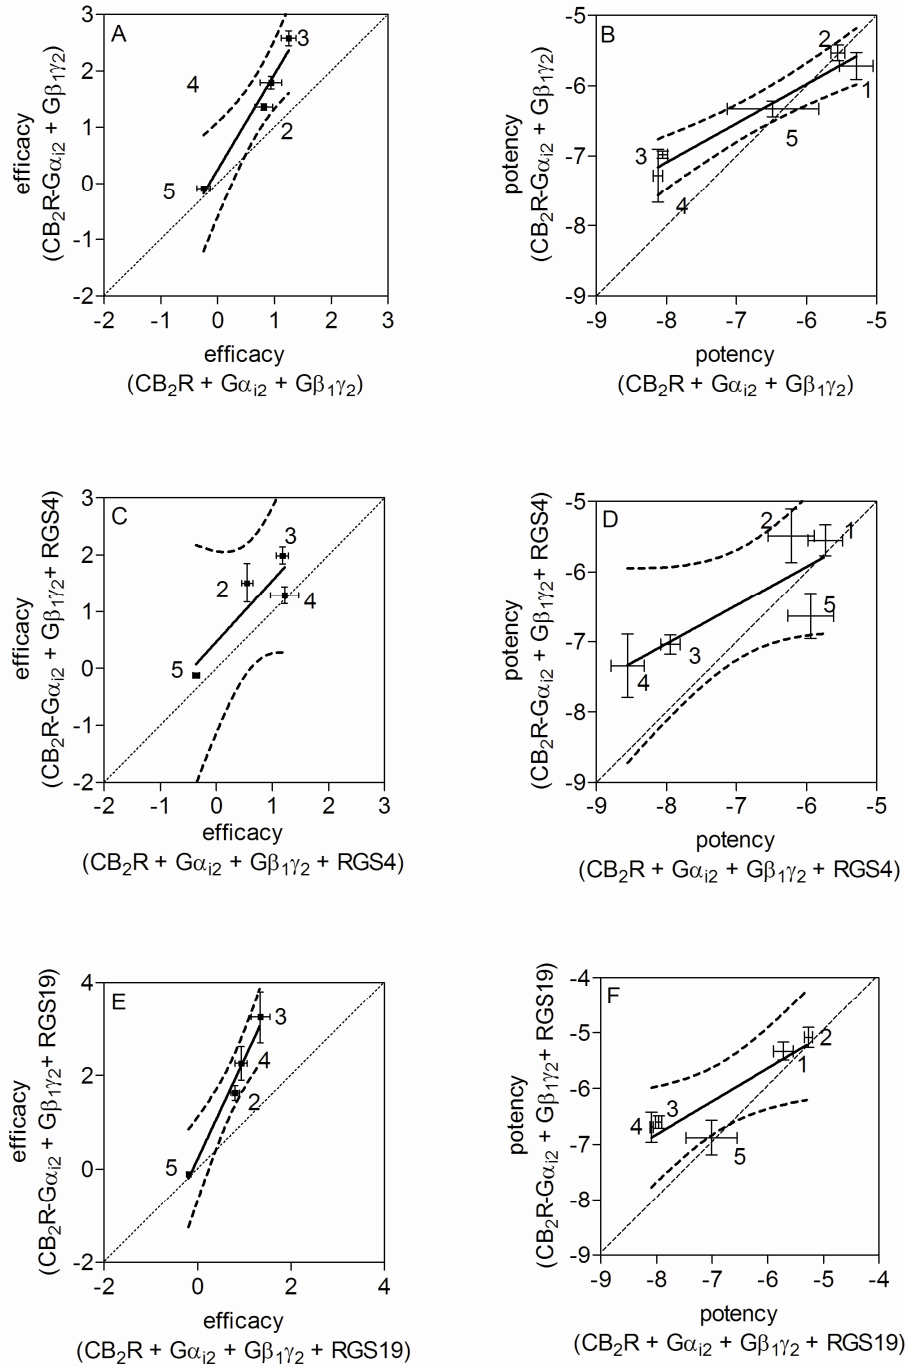 A
efficacy
(CB₂R-Gαi2 + Gβ₁γ₂)
3
2
1
0
-1
-2
3
4
2
5
-2 -1 0 1 2 3
efficacy
(CB₂R + Gαi2 + Gβ₁γ₂)
B
potency
(CB₂R-Gαi2 + Gβ₁γ₂)
-5
-6
-7
-8
-9
2
1
5
3
4
-9 -8 -7 -6 -5
potency
(CB₂R + Gαi2 + Gβ₁γ₂)
C
efficacy
(CB₂R-Gαi2 + Gβ₁γ₂+ RGS4)
3
2
1
0
-1
-2
3
2
4
5
-2 -1 0 1 2 3
efficacy
(CB₂R + Gαi2 + Gβ₁γ₂ + RGS4)
D
potency
(CB₂R-Gαi2 + Gβ₁γ₂+ RGS4)
-5
-6
-7
-8
-9
2
1
5
3
4
-9 -8 -7 -6 -5
potency
(CB₂R + Gαi2 + Gβ₁γ₂ + RGS4)
E
efficacy
(CB₂R-Gαi2 + Gβ₁γ₂+ RGS19)
4
2
0
-2
3
4
2
5
-2 0 2 4
efficacy
(CB₂R + Gαi2 + Gβ₁γ₂ + RGS19)
F
potency
(CB₂R-Gαi2 + Gβ₁γ₂+ RGS19)
-4
-5
-6
-7
-8
-9
2
1
3
4
5
-9 -8 -7 -6 -5 -4
potency
(CB₂R + Gαi2 + Gβ₁γ₂ + RGS19)